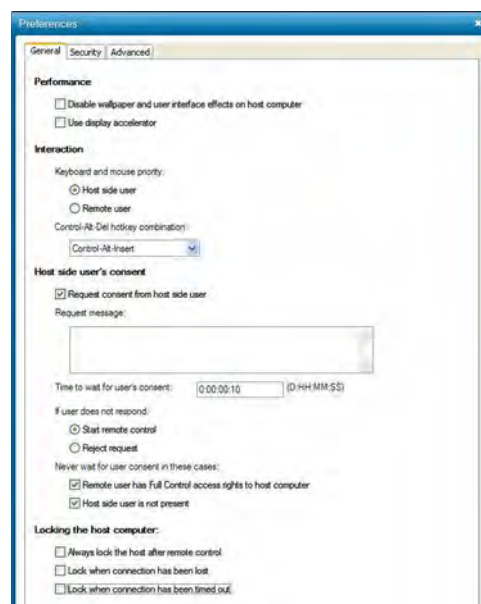 Preferences
General Security Advanced
Performance
Disable wallpaper and user interface effects on host computer
Use display accelerator
Interaction
Keyboard and mouse priority:
Host side user
Remote user
Control-Alt-Del hotkey combination:
Control-Alt-Insert
Host side user's consent
Request consent from host side user
Request message:
Time to wait for user's consent: 0:00:00:10 (D:HH:MM:SS)
If user does not respond:
Start remote control
Reject request
Never wait for user consent in these cases:
Remote user has Full Control access rights to host computer
Host side user is not present
Locking the host computer:
Always lock the host after remote control
Lock when connection has been lost
Lock when connection has been timed out